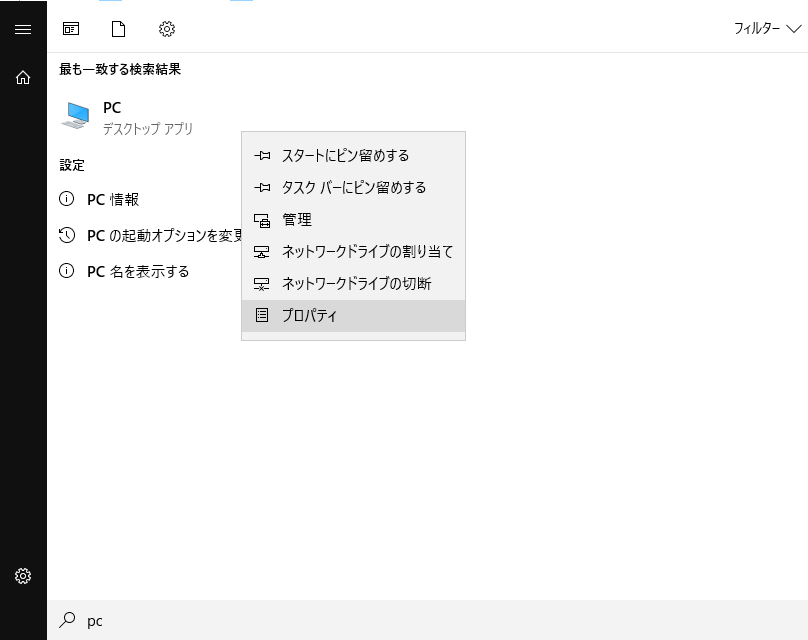 フィルター
最も一致する検索結果
PC
デスクトップ アプリ
設定
PC 情報
PC の起動オプションを変更
PC 名を表示する
スタートにピン留めする
タスク バーにピン留めする
管理
ネットワークドライブの割り当て
ネットワークドライブの切断
プロパティ
pc